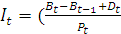 I_t = (\frac{B_t − B_{t−1} + D_t}{P_t}